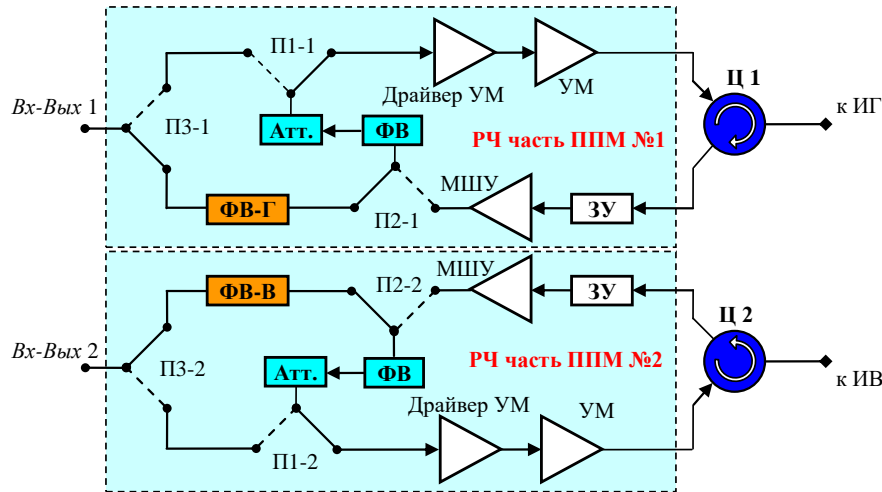 П1-1
Ц 1
Драйвер УМ
УМ
Вх-Вых 1
П3-1
Атт.
ФВ
РЧ часть ППМ №1
к ИГ
МШУ
ФВ-Г
П2-1
ЗУ
МШУ
ФВ-В
П2-2
ЗУ
Ц 2
Вх-Вых 2
П3-2
Атт.
ФВ
РЧ часть ППМ №2
к ИВ
Драйвер УМ
УМ
П1-2